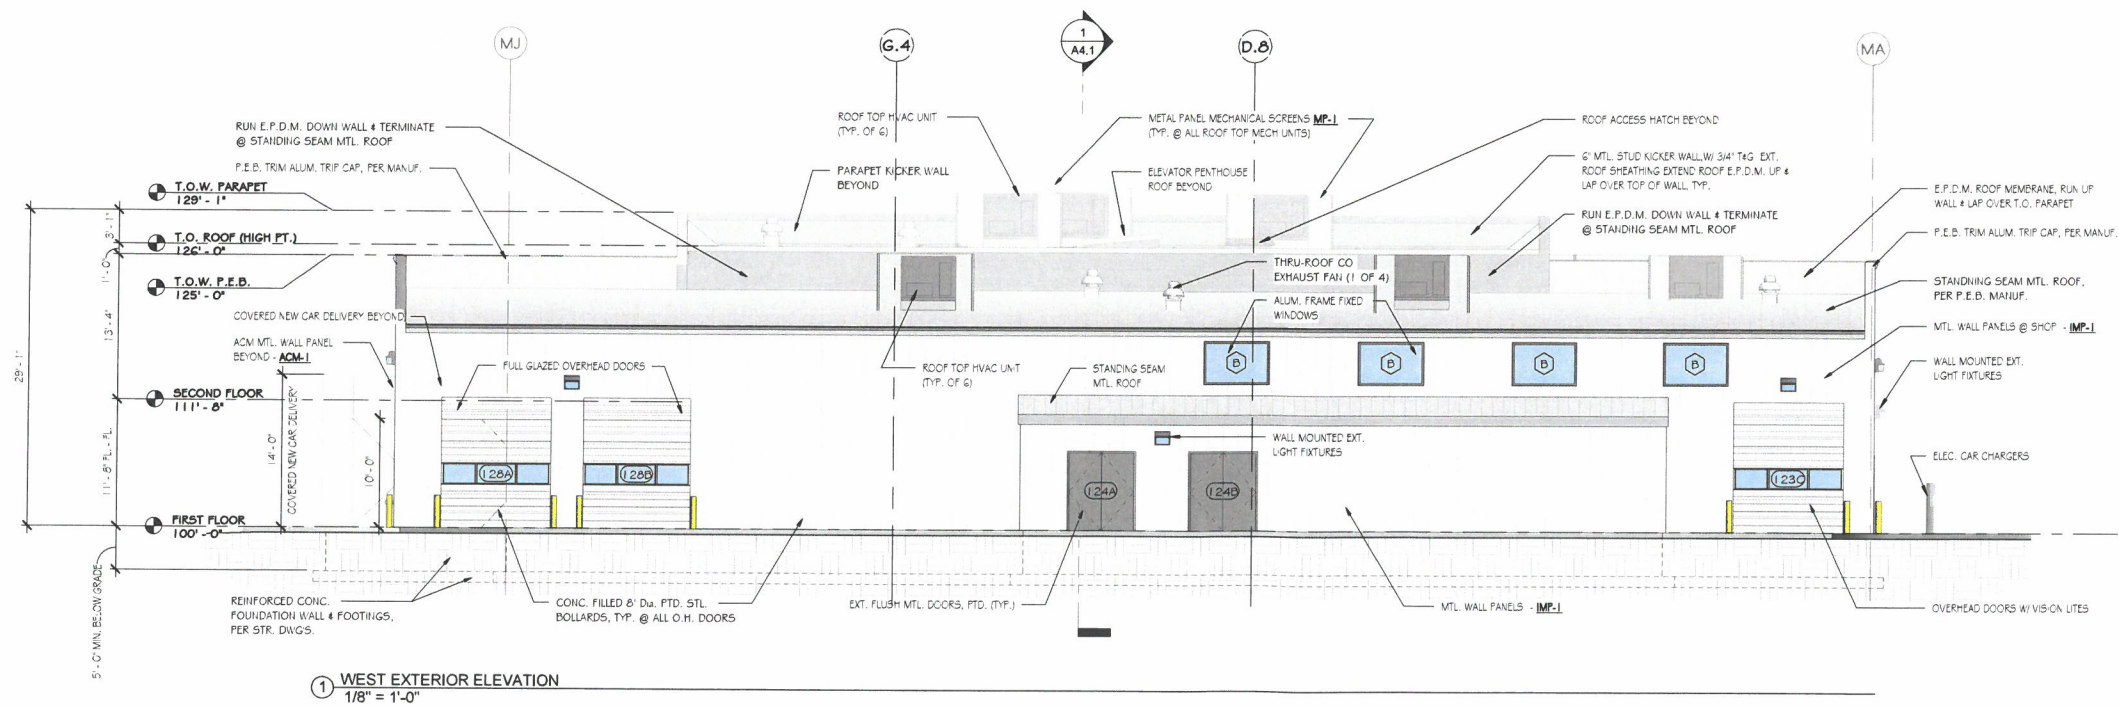 MJ
G.4
1
A4.1
D.8
MA
RUN E.P.D.M. DOWN WALL & TERMINATE
@ STANDING SEAM MTL. ROOF
P.E.B. TRIM ALUM. TRIP CAP, PER MANUF.
ROOF TOP HVAC UNIT
(TYP. OF 6)
PARAPET KICKER WALL
BEYOND
METAL PANEL MECHANICAL SCREENS MP-1
(TYP. @ ALL ROOF TOP MECH UNITS)
ELEVATOR PENTHOUSE
ROOF BEYOND
ROOF ACCESS HATCH BEYOND
6" MTL. STUD KICKER WALL,W/ 3/4" T&G EXT.
ROOF SHEATHING EXTEND ROOF E.P.D.M. UP &
LAP OVER TOP OF WALL, TYP.
RUN E.P.D.M. DOWN WALL & TERMINATE
@ STANDING SEAM MTL. ROOF
E.P.D.M. ROOF MEMBRANE, RUN UP
WALL & LAP OVER T.O. PARAPET
P.E.B. TRIM ALUM. TRIP CAP, PER MANUF.
STANDNING SEAM MTL. ROOF,
PER P.E.B. MANUF.
MTL. WALL PANELS @ SHOP - IMP-1
WALL MOUNTED EXT.
LIGHT FIXTURES
ELEC. CAR CHARGERS
OVERHEAD DOORS W/ VISION LITES
T.O.W. PARAPET
129' - 1"
T.O. ROOF (HIGH PT.)
126' - 0"
T.O.W. P.E.B.
125' - 0"
SECOND FLOOR
111' - 8"
FIRST FLOOR
100' - 0"
29' - 1"
3' - 1"
1' - 0"
13' - 4"
11' - 8" FL. - FL.
5' - 0" MIN. BELOW GRADE
14' - 0"
COVERED NEW CAR DELIVERY
10' - 0"
COVERED NEW CAR DELIVERY BEYOND
ACM MTL. WALL PANEL
BEYOND - ACM-1
FULL GLAZED OVERHEAD DOORS
THRU-ROOF CO
EXHAUST FAN (1 OF 4)
ALUM. FRAME FIXED
WINDOWS
ROOF TOP HVAC UNIT
(TYP. OF 6)
STANDING SEAM
MTL. ROOF
B
B
B
B
WALL MOUNTED EXT.
LIGHT FIXTURES
128A
128B
124A
124B
123C
REINFORCED CONC.
FOUNDATION WALL & FOOTINGS,
PER STR. DWG'S.
CONC. FILLED 8" Dia. PTD. STL.
BOLLARDS, TYP. @ ALL O.H. DOORS
EXT. FLUSH MTL. DOORS, PTD. (TYP.)
MTL. WALL PANELS - IMP-1
1 WEST EXTERIOR ELEVATION
1/8" = 1'-0"